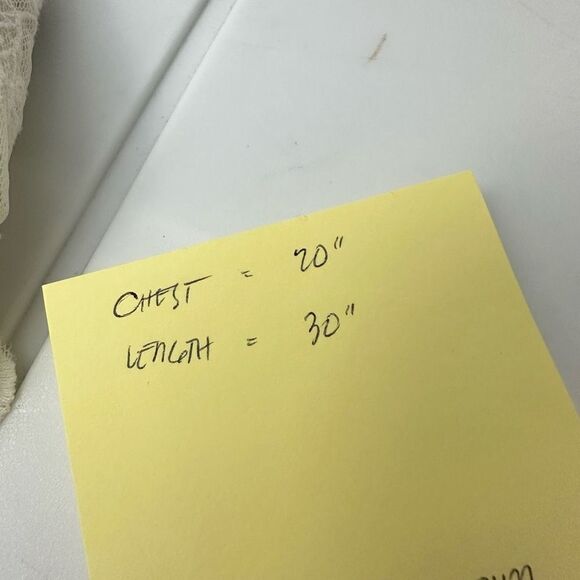 CHEST = 20"
LENGTH = 30"